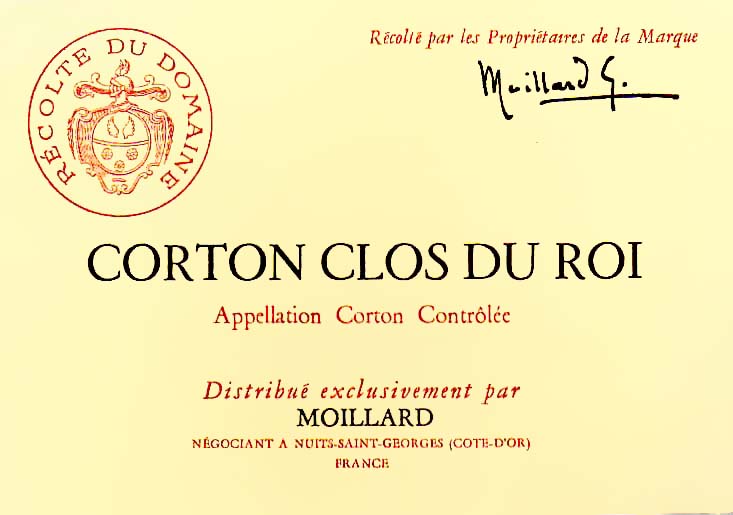 RÉCOLTE DU DOMAINE
Récolté par les Propriétaires de la Marque
Moillard G.
CORTON CLOS DU ROI
Appellation Corton Contrôlée
Distribué exclusivement par
MOILLARD
NÉGOCIANT A NUITS-SAINT-GEORGES (COTE-D'OR)
FRANCE